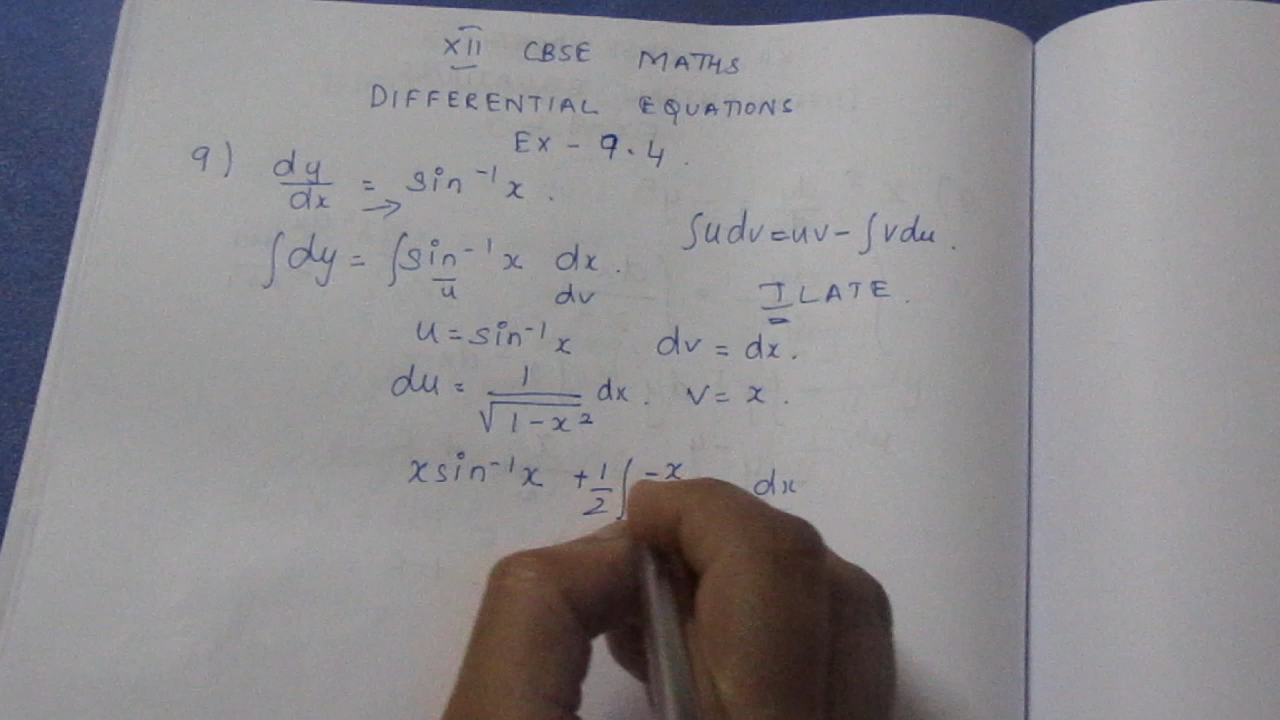 XII CBSE MATHS
DIFFERENTIAL EQUATIONS
EX - 9.4.
9) dy/dx = sin⁻¹x.
∫dy = ∫sin⁻¹x dx.
u dv
∫udv = uv - ∫vdu.
ILATE.
u = sin⁻¹x dv = dx.
du = 1/√(1-x²) dx. v = x.
x sin⁻¹x + 1/2 ∫ -x dx